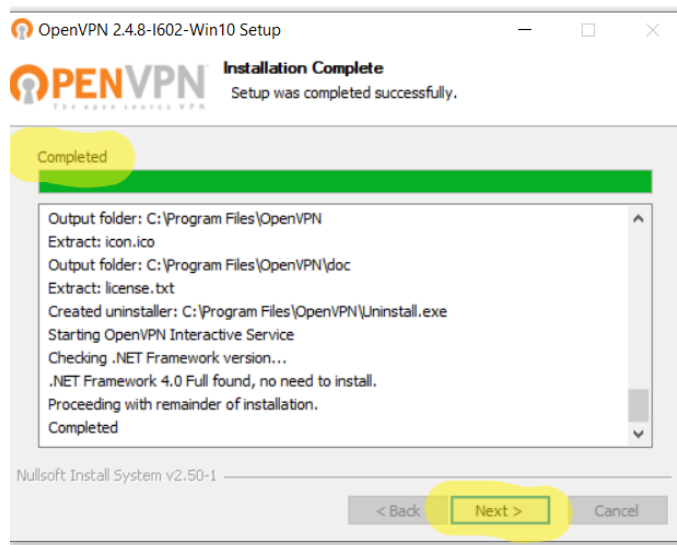 OpenVPN 2.4.8-I602-Win10 Setup
OPENVPN
The open source VPN
Installation Complete
Setup was completed successfully.
Completed
Output folder: C:\Program Files\OpenVPN
Extract: icon.ico
Output folder: C:\Program Files\OpenVPN\doc
Extract: license.txt
Created uninstaller: C:\Program Files\OpenVPN\Uninstall.exe
Starting OpenVPN Interactive Service
Checking .NET Framework version...
.NET Framework 4.0 Full found, no need to install.
Proceeding with remainder of installation.
Completed
Nullsoft Install System v2.50-1
< Back Next > Cancel